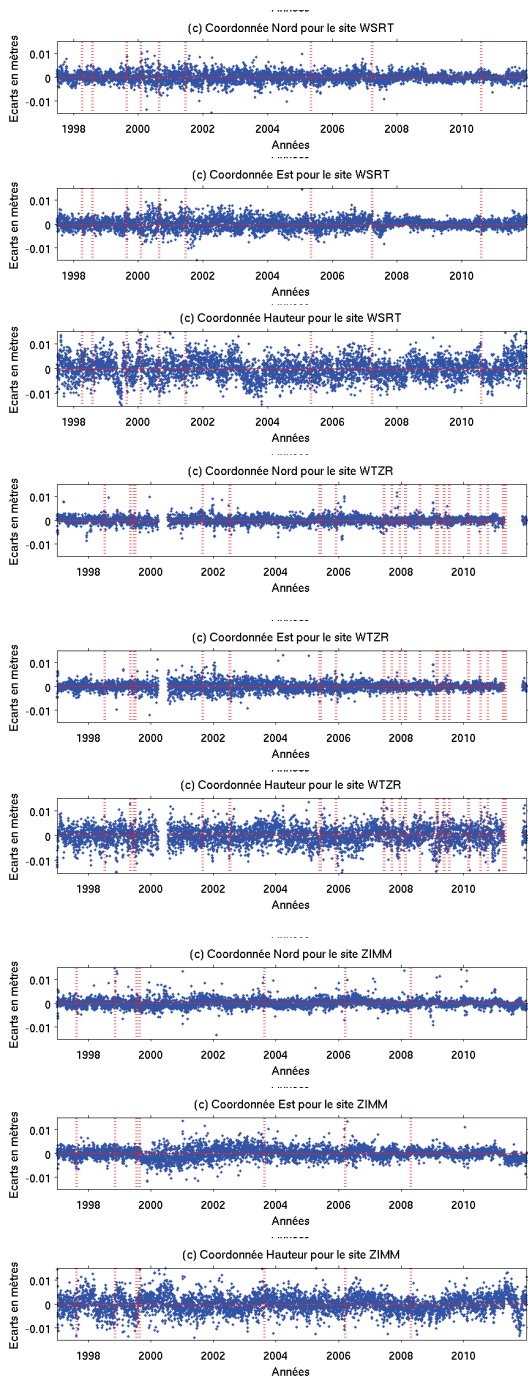 (c) Coordonnée Nord pour le site WSRT
Ecarts en mètres
0.01
0
-0.01
1998 2000 2002 2004 2006 2008 2010
Années
(c) Coordonnée Est pour le site WSRT
Ecarts en mètres
0.01
0
-0.01
1998 2000 2002 2004 2006 2008 2010
Années
(c) Coordonnée Hauteur pour le site WSRT
Ecarts en mètres
0.01
0
-0.01
1998 2000 2002 2004 2006 2008 2010
Années
(c) Coordonnée Nord pour le site WTZR
Ecarts en mètres
0.01
0
-0.01
1998 2000 2002 2004 2006 2008 2010
Années
(c) Coordonnée Est pour le site WTZR
Ecarts en mètres
0.01
0
-0.01
1998 2000 2002 2004 2006 2008 2010
Années
(c) Coordonnée Hauteur pour le site WTZR
Ecarts en mètres
0.01
0
-0.01
1998 2000 2002 2004 2006 2008 2010
Années
(c) Coordonnée Nord pour le site ZIMM
Ecarts en mètres
0.01
0
-0.01
1998 2000 2002 2004 2006 2008 2010
Années
(c) Coordonnée Est pour le site ZIMM
Ecarts en mètres
0.01
0
-0.01
1998 2000 2002 2004 2006 2008 2010
Années
(c) Coordonnée Hauteur pour le site ZIMM
Ecarts en mètres
0.01
0
-0.01
1998 2000 2002 2004 2006 2008 2010
Années